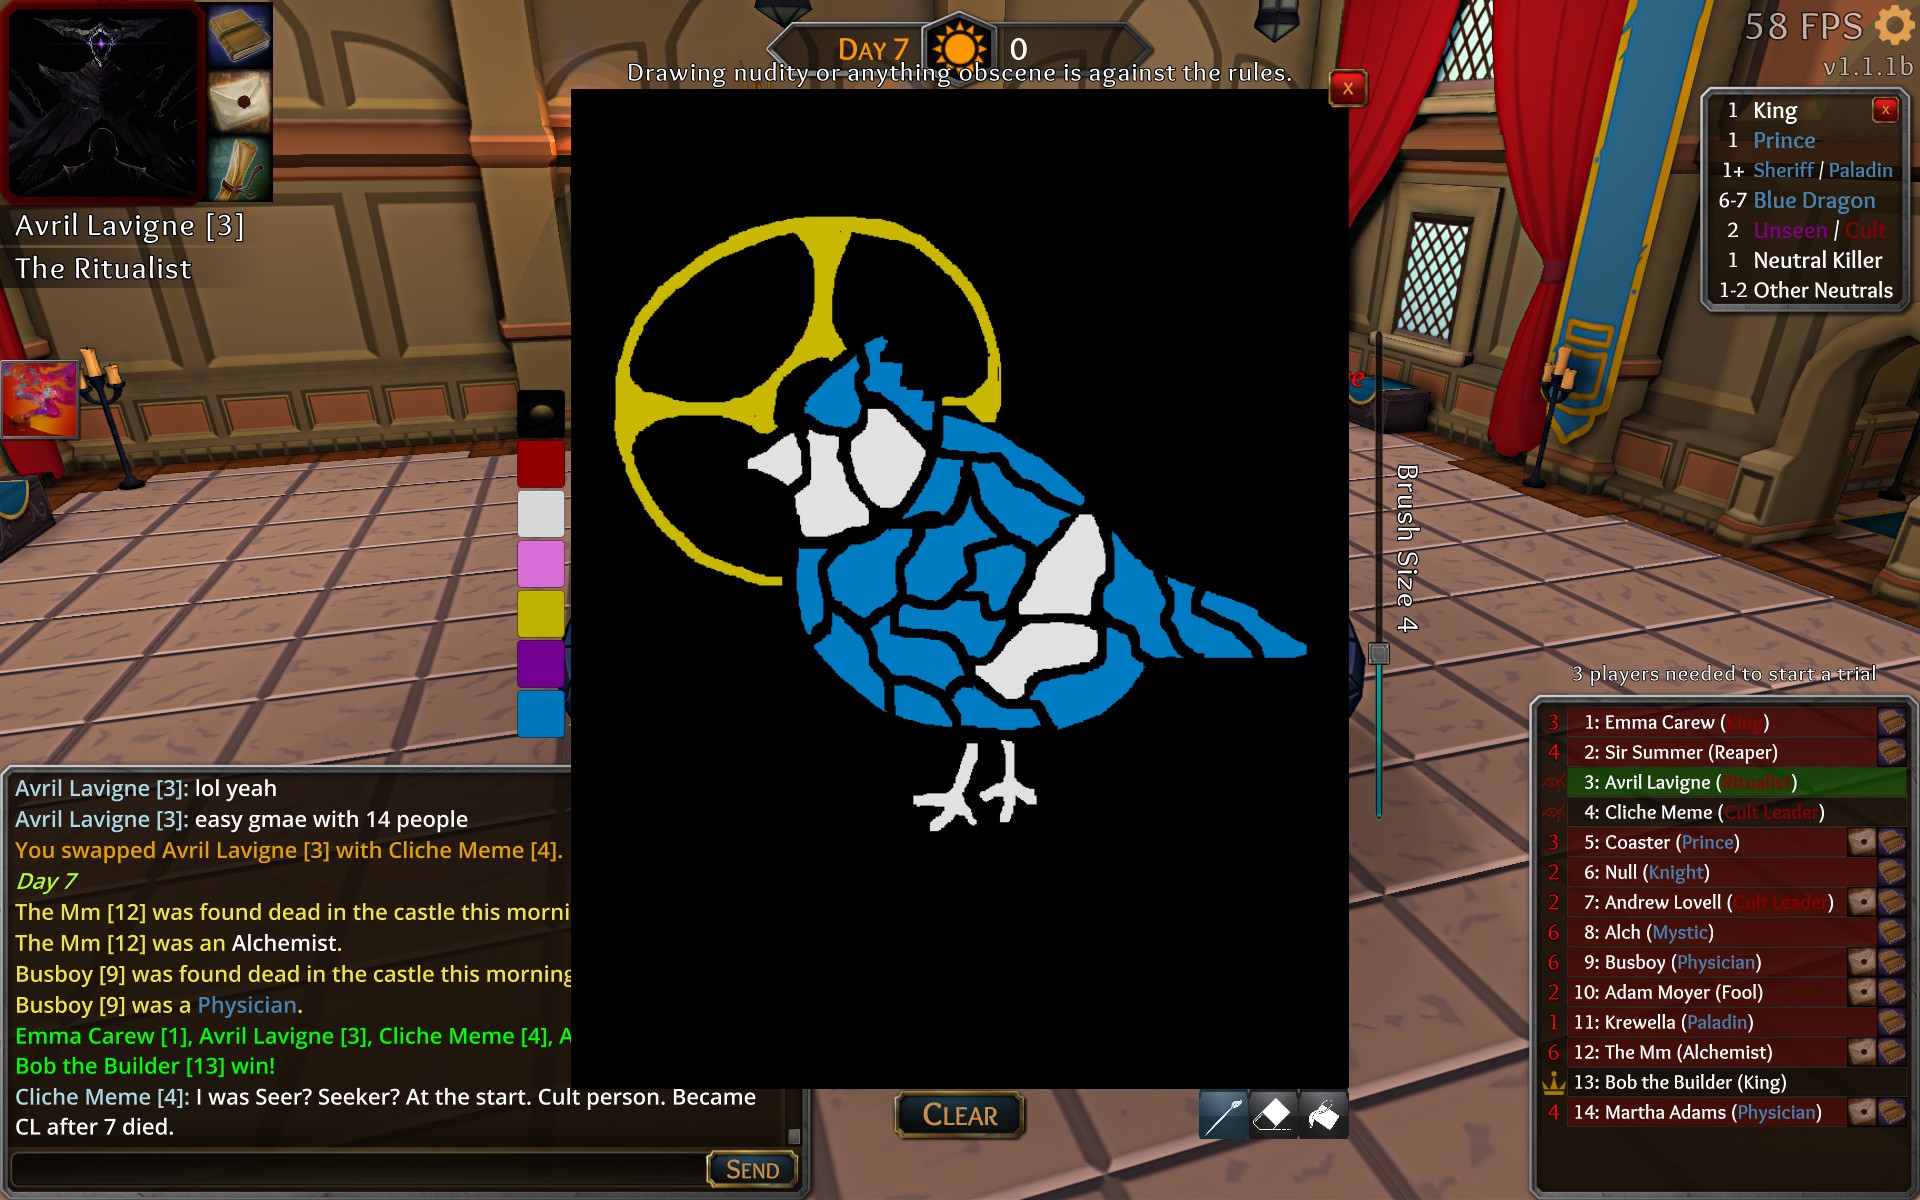 DAY 7 0
Drawing nudity or anything obscene is against the rules.
X
58 FPS
v1.1.1b
Avril Lavigne [3]
The Ritualist
1 King
X
1 Prince
1+ Sheriff / Paladin
6-7 Blue Dragon
2 Unseen / Cult
1 Neutral Killer
1-2 Other Neutrals
Brush Size 4
Avril Lavigne [3]: lol yeah
Avril Lavigne [3]: easy gmae with 14 people
You swapped Avril Lavigne [3] with Cliche Meme [4].
Day 7
The Mm [12] was found dead in the castle this morni
The Mm [12] was an Alchemist.
Busboy [9] was found dead in the castle this morning
Busboy [9] was a Physician.
Emma Carew [1], Avril Lavigne [3], Cliche Meme [4], A
Bob the Builder [13] win!
Cliche Meme [4]: I was Seer? Seeker? At the start. Cult person. Became
CL after 7 died.
SEND
CLEAR
3 players needed to start a trial
3 1: Emma Carew (King)
4 2: Sir Summer (Reaper)
3: Avril Lavigne (Ritualist)
4: Cliche Meme (Cult Leader)
3 5: Coaster (Prince)
2 6: Null (Knight)
2 7: Andrew Lovell (Cult Leader)
6 8: Alch (Mystic)
6 9: Busboy (Physician)
2 10: Adam Moyer (Fool)
1 11: Krewella (Paladin)
6 12: The Mm (Alchemist)
13: Bob the Builder (King)
4 14: Martha Adams (Physician)